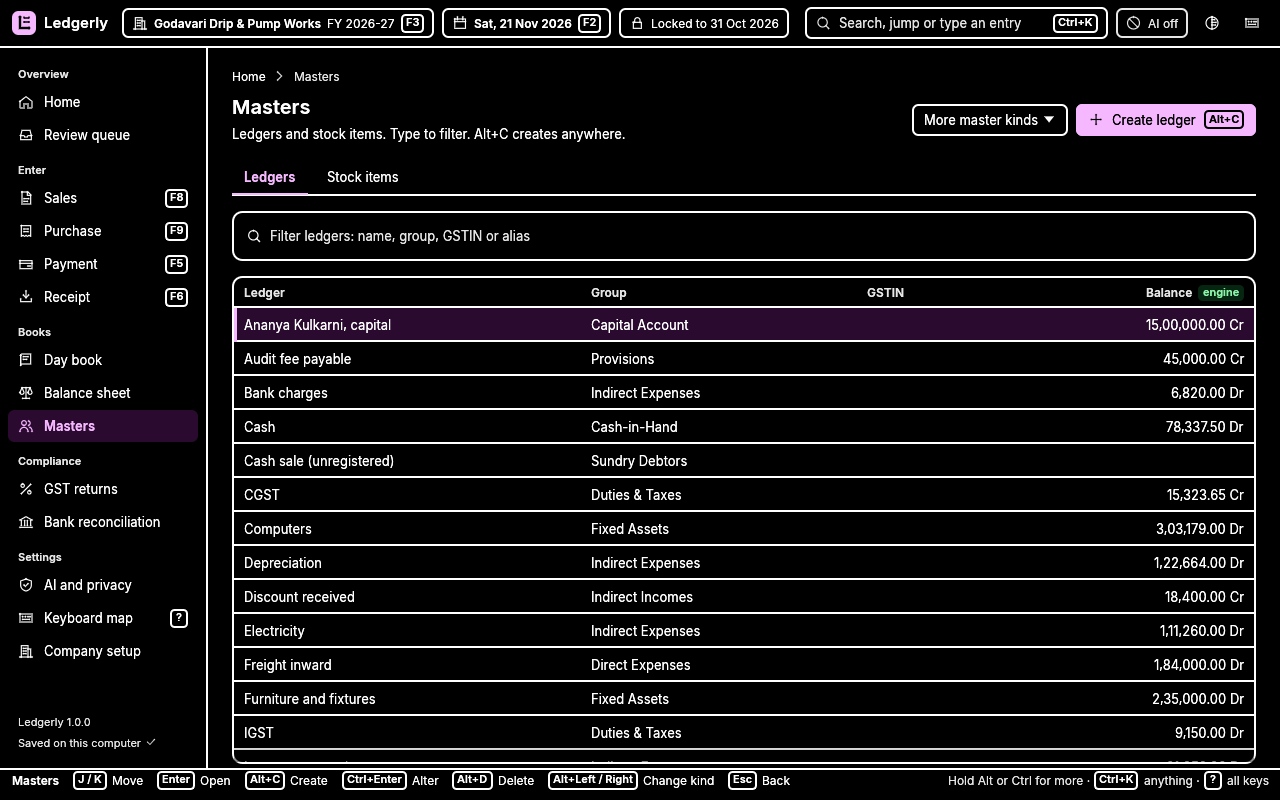 Ledgerly
Godavari Drip & Pump Works FY 2026-27 F3
Sat, 21 Nov 2026 F2
Locked to 31 Oct 2026
Search, jump or type an entry Ctrl+K
AI off
Overview
Home
Review queue
Enter
Sales F8
Purchase F9
Payment F5
Receipt F6
Books
Day book
Balance sheet
Masters
Compliance
GST returns
Bank reconciliation
Settings
AI and privacy
Keyboard map ?
Company setup
Ledgerly 1.0.0
Saved on this computer
Home > Masters
Masters
Ledgers and stock items. Type to filter. Alt+C creates anywhere.
More master kinds
Create ledger Alt+C
Ledgers Stock items
Filter ledgers: name, group, GSTIN or alias
Ledger Group GSTIN Balance engine
Ananya Kulkarni, capital Capital Account 15,00,000.00 Cr
Audit fee payable Provisions 45,000.00 Cr
Bank charges Indirect Expenses 6,820.00 Dr
Cash Cash-in-Hand 78,337.50 Dr
Cash sale (unregistered) Sundry Debtors
CGST Duties & Taxes 15,323.65 Cr
Computers Fixed Assets 3,03,179.00 Dr
Depreciation Indirect Expenses 1,22,664.00 Dr
Discount received Indirect Incomes 18,400.00 Cr
Electricity Indirect Expenses 1,11,260.00 Dr
Freight inward Direct Expenses 1,84,000.00 Dr
Furniture and fixtures Fixed Assets 2,35,000.00 Dr
IGST Duties & Taxes 9,150.00 Dr
Masters J / K Move Enter Open Alt+C Create Ctrl+Enter Alter Alt+D Delete Alt+Left / Right Change kind Esc Back
Hold Alt or Ctrl for more · Ctrl+K anything · ? all keys